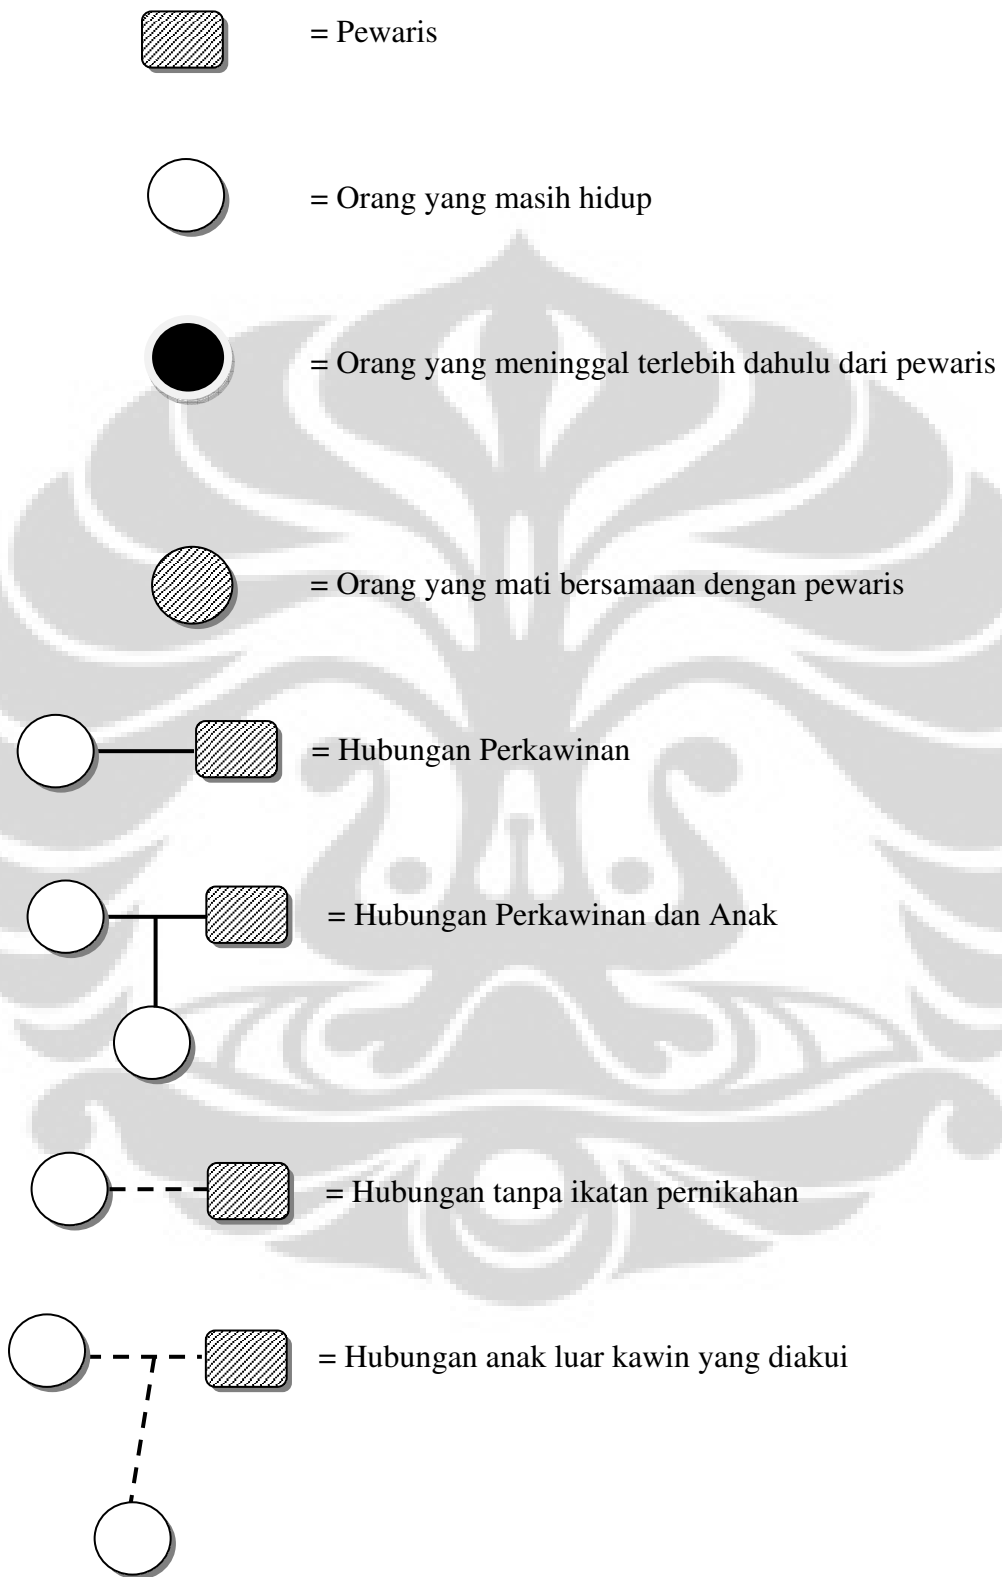 = Pewaris
= Orang yang masih hidup
= Orang yang meninggal terlebih dahulu dari pewaris
= Orang yang mati bersamaan dengan pewaris
= Hubungan Perkawinan
= Hubungan Perkawinan dan Anak
= Hubungan tanpa ikatan pernikahan
= Hubungan anak luar kawin yang diakui